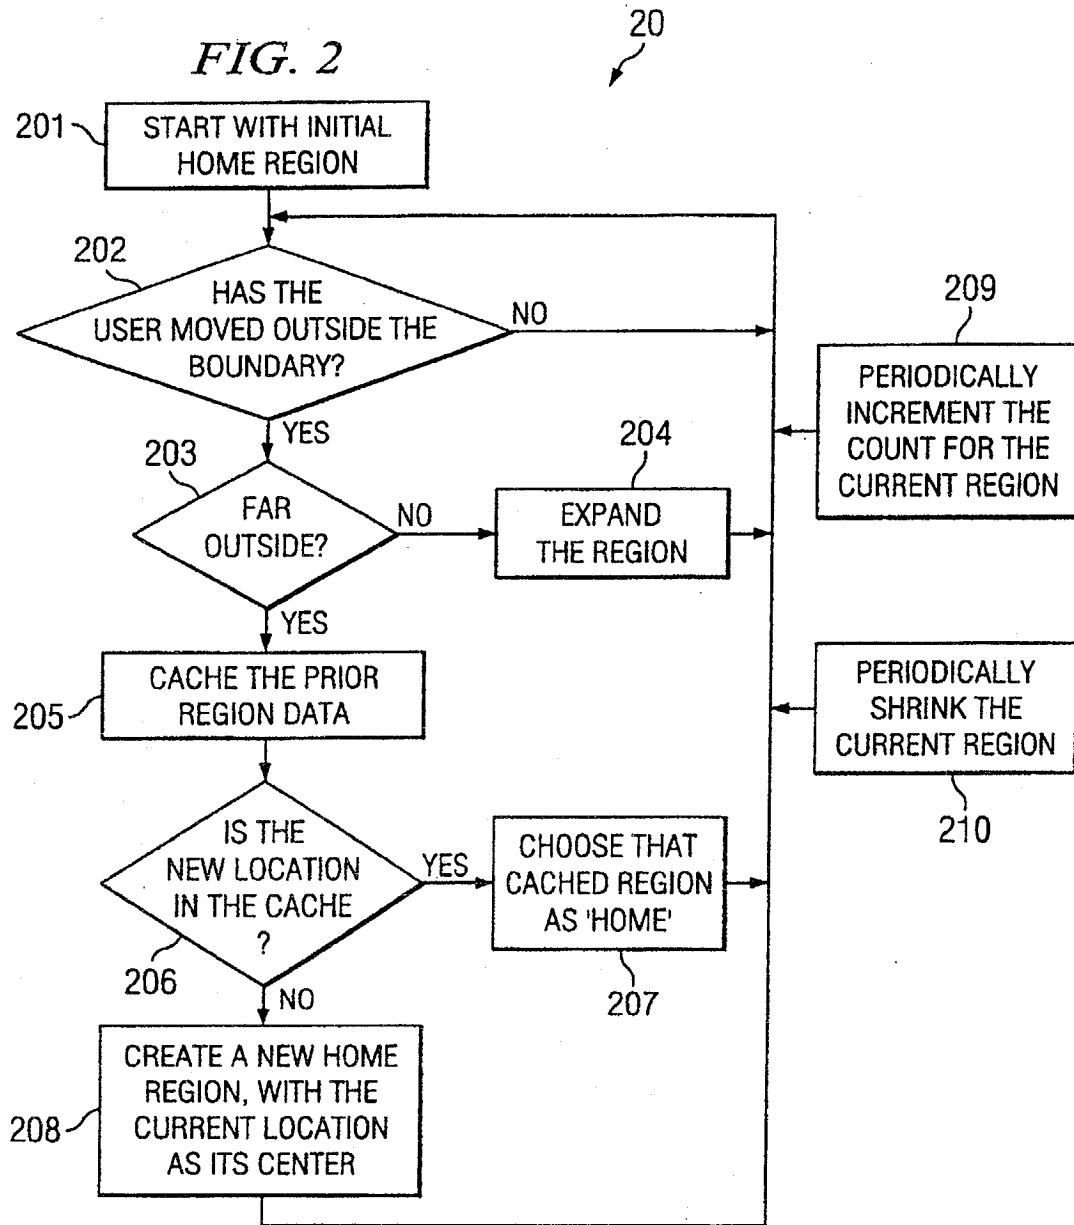 FIG. 2
20
201
START WITH INITIAL
HOME REGION
202
HAS THE
USER MOVED OUTSIDE THE
BOUNDARY?
NO
YES
203
FAR
OUTSIDE?
NO
204
EXPAND
THE REGION
YES
205
CACHE THE PRIOR
REGION DATA
206
IS THE
NEW LOCATION
IN THE CACHE
?
YES
CHOOSE THAT
CACHED REGION
AS 'HOME'
207
NO
208
CREATE A NEW HOME
REGION, WITH THE
CURRENT LOCATION
AS ITS CENTER
209
PERIODICALLY
INCREMENT THE
COUNT FOR THE
CURRENT REGION
PERIODICALLY
SHRINK THE
CURRENT REGION
210